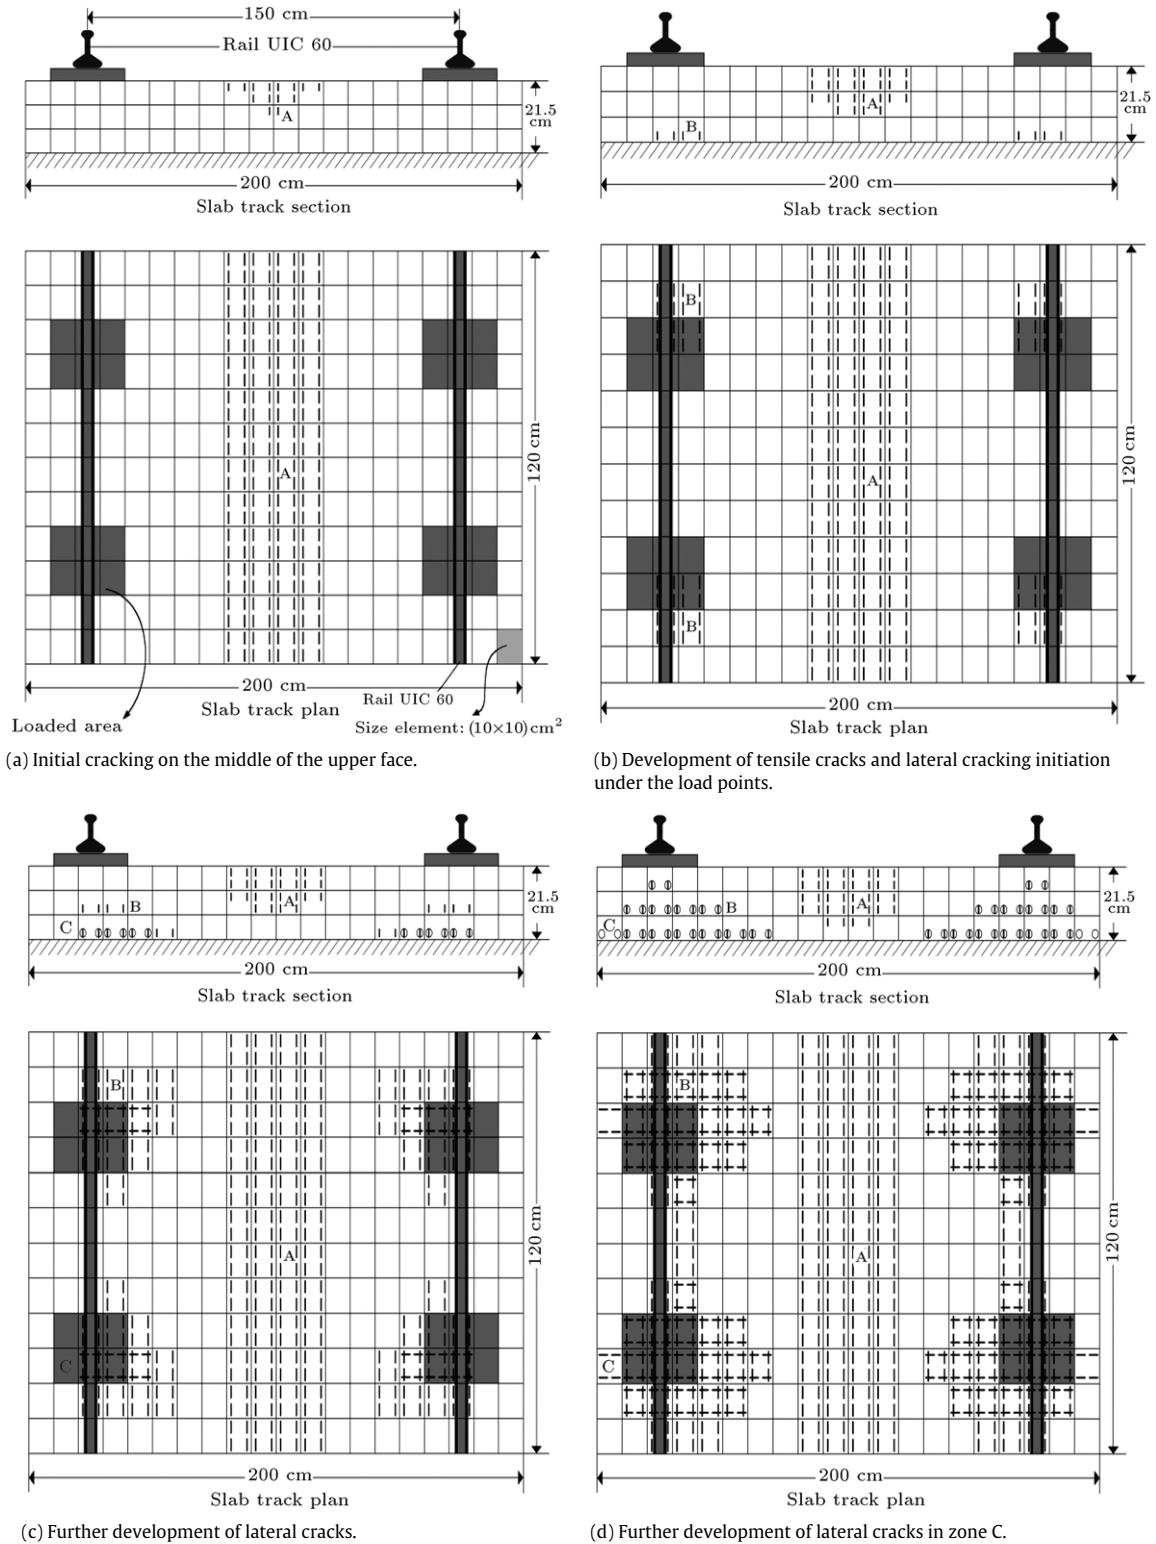 150 cm
Rail UIC 60
A
21.5
cm
200 cm
Slab track section
A
120 cm
200 cm
Rail UIC 60
Slab track plan
Loaded area
Size element: (10×10)cm²
(a) Initial cracking on the middle of the upper face.
A
B
21.5
cm
200 cm
Slab track section
B
A
B
120 cm
200 cm
Slab track plan
(b) Development of tensile cracks and lateral cracking initiation
under the load points.
A
B
C
21.5
cm
200 cm
Slab track section
B
A
C
120 cm
200 cm
Slab track plan
(c) Further development of lateral cracks.
A
B
C
21.5
cm
200 cm
Slab track section
B
A
C
120 cm
200 cm
Slab track plan
(d) Further development of lateral cracks in zone C.